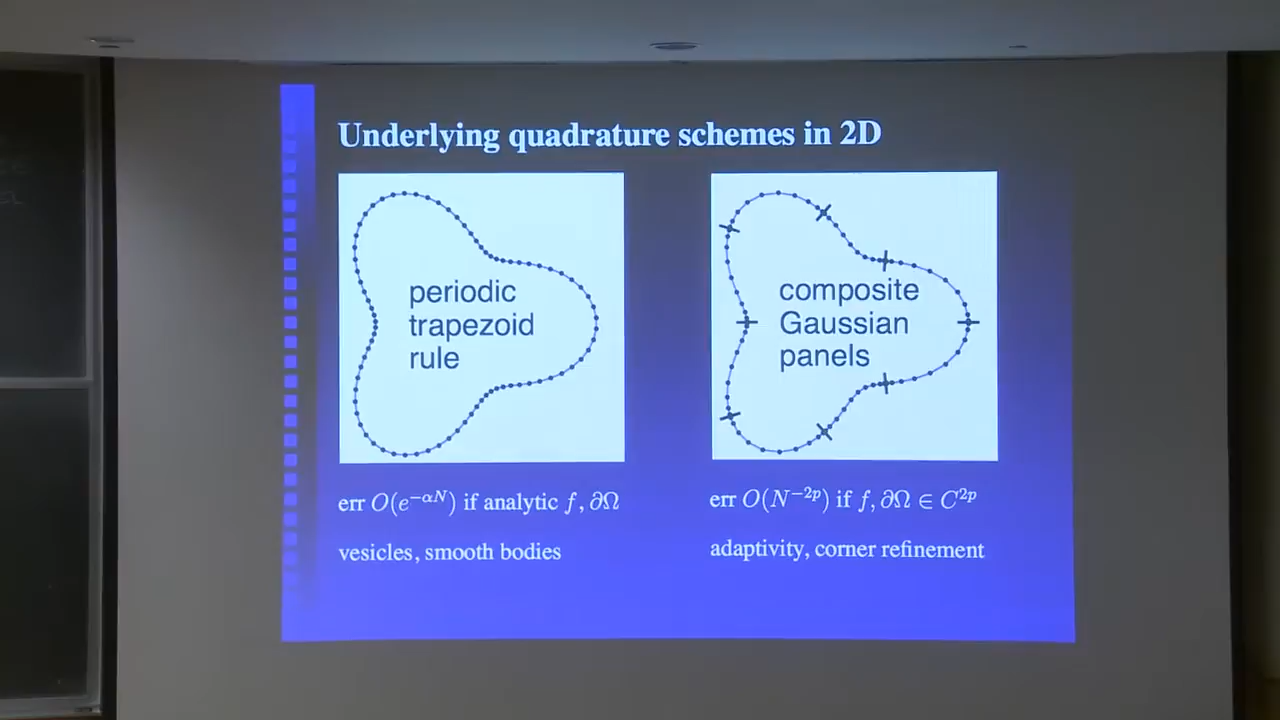 Underlying quadrature schemes in 2D
periodic
trapezoid
rule
composite
Gaussian
panels
err O(e^{-αN}) if analytic f, ∂Ω
err O(N^{-2p}) if f, ∂Ω ∈ C^{2p}
vesicles, smooth bodies
adaptivity, corner refinement